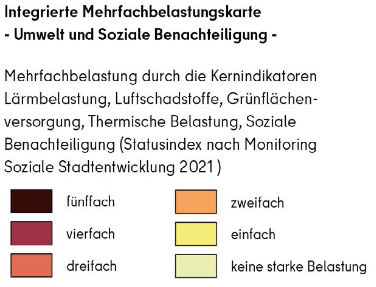 Integrierte Mehrfachbelastungskarte
- Umwelt und Soziale Benachteiligung -
Mehrfachbelastung durch die Kernindikatoren
Lärmbelastung, Luftschadstoffe, Grünflächen-
versorgung, Thermische Belastung, Soziale
Benachteiligung (Statusindex nach Monitoring
Soziale Stadtentwicklung 2021 )
fünffach
vierfach
dreifach
zweifach
einfach
keine starke Belastung